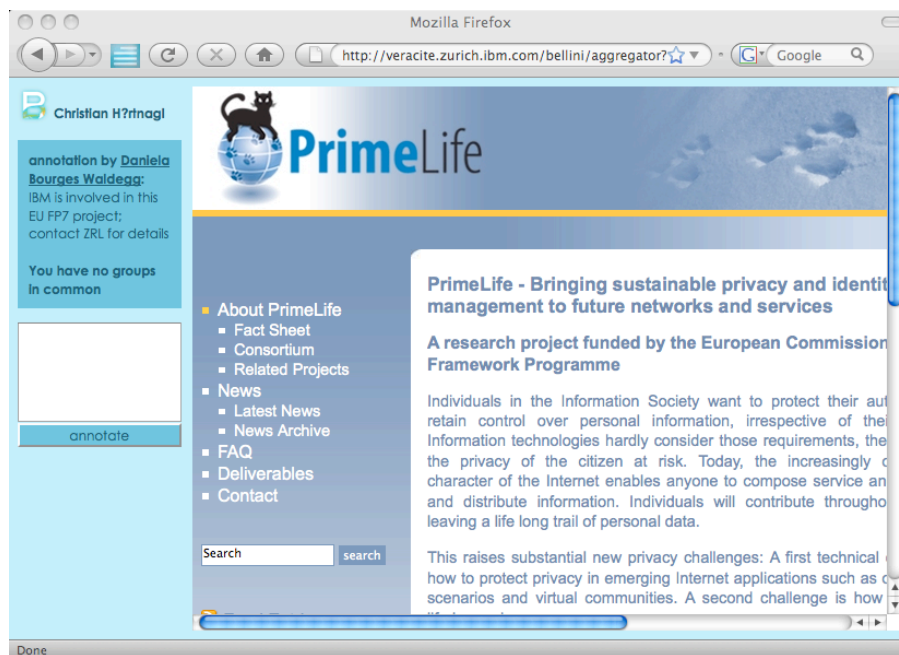 Mozilla Firefox
http://veracite.zurich.ibm.com/bellini/aggregator?
G
Google
Christian H?rtnagl
annotation by Daniela
Bourges Waldegg:
IBM is involved in this
EU FP7 project;
contact ZRL for details
You have no groups
in common
annotate
PrimeLife
About PrimeLife
Fact Sheet
Consortium
Related Projects
News
Latest News
News Archive
FAQ
Deliverables
Contact
Search
search
PrimeLife - Bringing sustainable privacy and identit
management to future networks and services
A research project funded by the European Commission
Framework Programme
Individuals in the Information Society want to protect their aut
retain control over personal information, irrespective of thei
Information technologies hardly consider those requirements, the
the privacy of the citizen at risk. Today, the increasingly c
character of the Internet enables anyone to compose service an
and distribute information. Individuals will contribute througho
leaving a life long trail of personal data.
This raises substantial new privacy challenges: A first technical
how to protect privacy in emerging Internet applications such as c
scenarios and virtual communities. A second challenge is how
Done